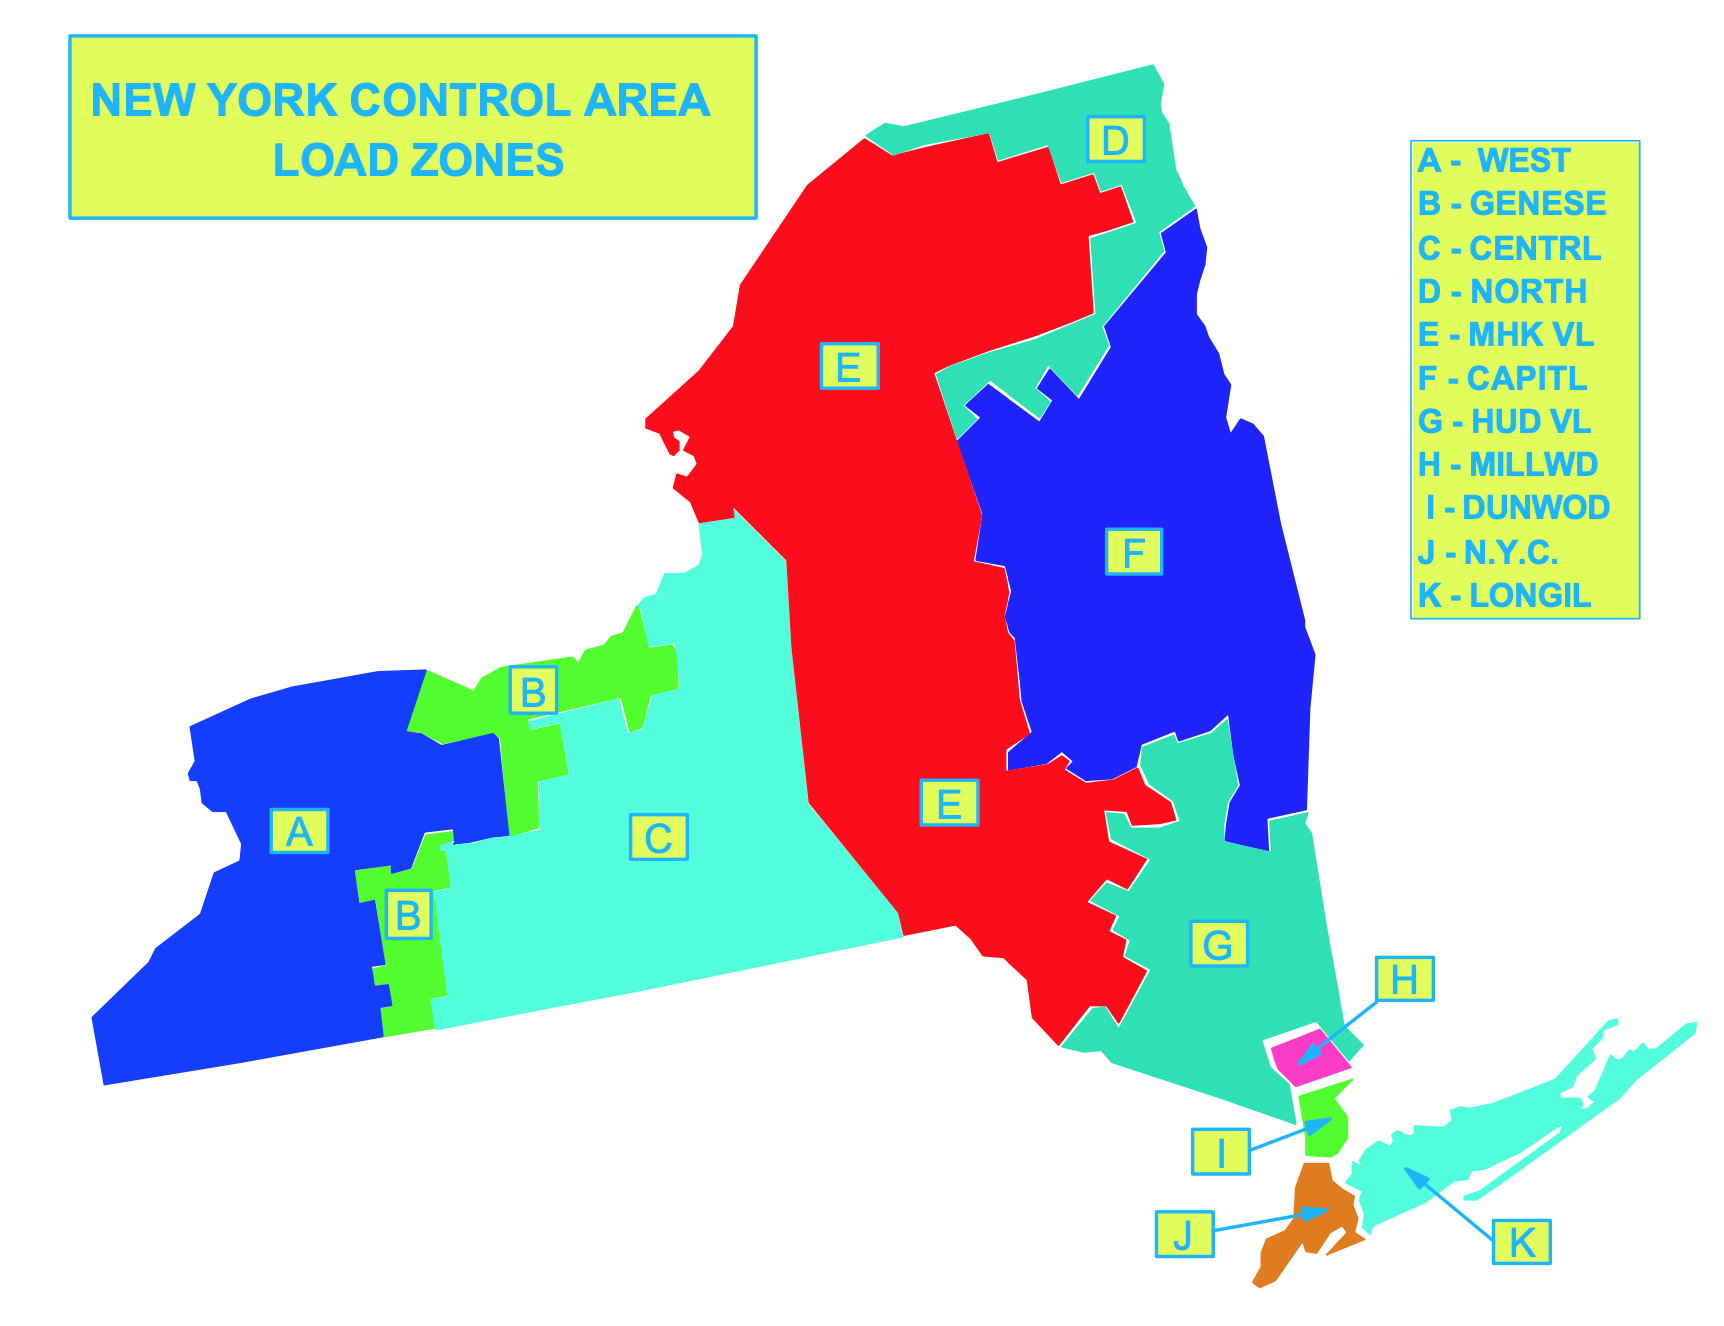 NEW YORK CONTROL AREA
LOAD ZONES
A - WEST
B - GENESE
C - CENTRL
D - NORTH
E - MHK VL
F - CAPITL
G - HUD VL
H - MILLWD
I - DUNWOD
J - N.Y.C.
K - LONGIL
D
E
F
B
A
C
E
B
G
H
I
J
K